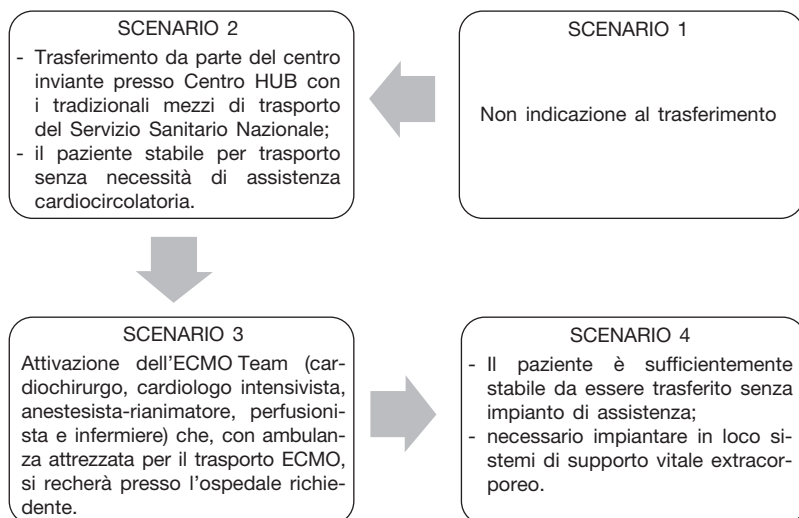 SCENARIO 2
- Trasferimento da parte del centro
inviante presso Centro HUB con
i tradizionali mezzi di trasporto
del Servizio Sanitario Nazionale;
- il paziente stabile per trasporto
senza necessità di assistenza
cardiocircolatoria.
SCENARIO 1
Non indicazione al trasferimento
SCENARIO 3
Attivazione dell'ECMO Team (car-
diochirurgo, cardiologo intensivista,
anestesista-rianimatore, perfusioni-
sta e infermiere) che, con ambulan-
za attrezzata per il trasporto ECMO,
si recherà presso l'ospedale richie-
dente.
SCENARIO 4
- Il paziente è sufficientemente
stabile da essere trasferito senza
impianto di assistenza;
- necessario impiantare in loco si-
stemi di supporto vitale extracor-
poreo.